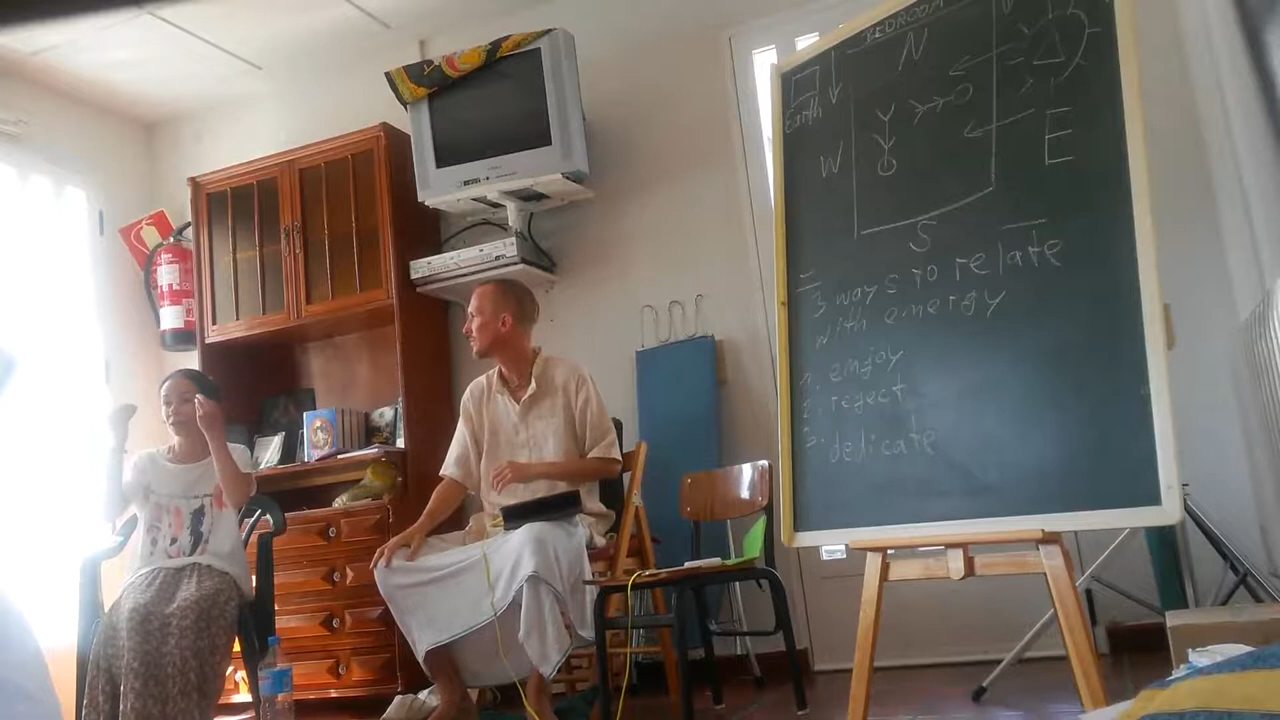 BEDROOM
N
Earth
W
E
S
3 ways to relate
with energy
1. enjoy
2. reject
3. dedicate